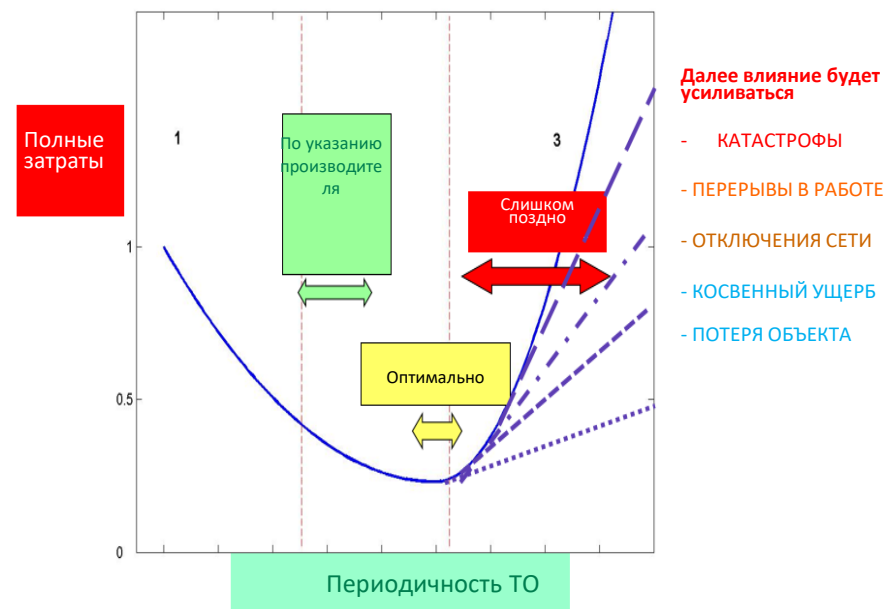 Полные
затраты
1
По указанию
производите
ля
3
Слишком
поздно
Далее влияние будет
усиливаться
- КАТАСТРОФЫ
- ПЕРЕРЫВЫ В РАБОТЕ
- ОТКЛЮЧЕНИЯ СЕТИ
- КОСВЕННЫЙ УЩЕРБ
- ПОТЕРЯ ОБЪЕКТА
1
Оптимально
0.5
0
Периодичность ТО